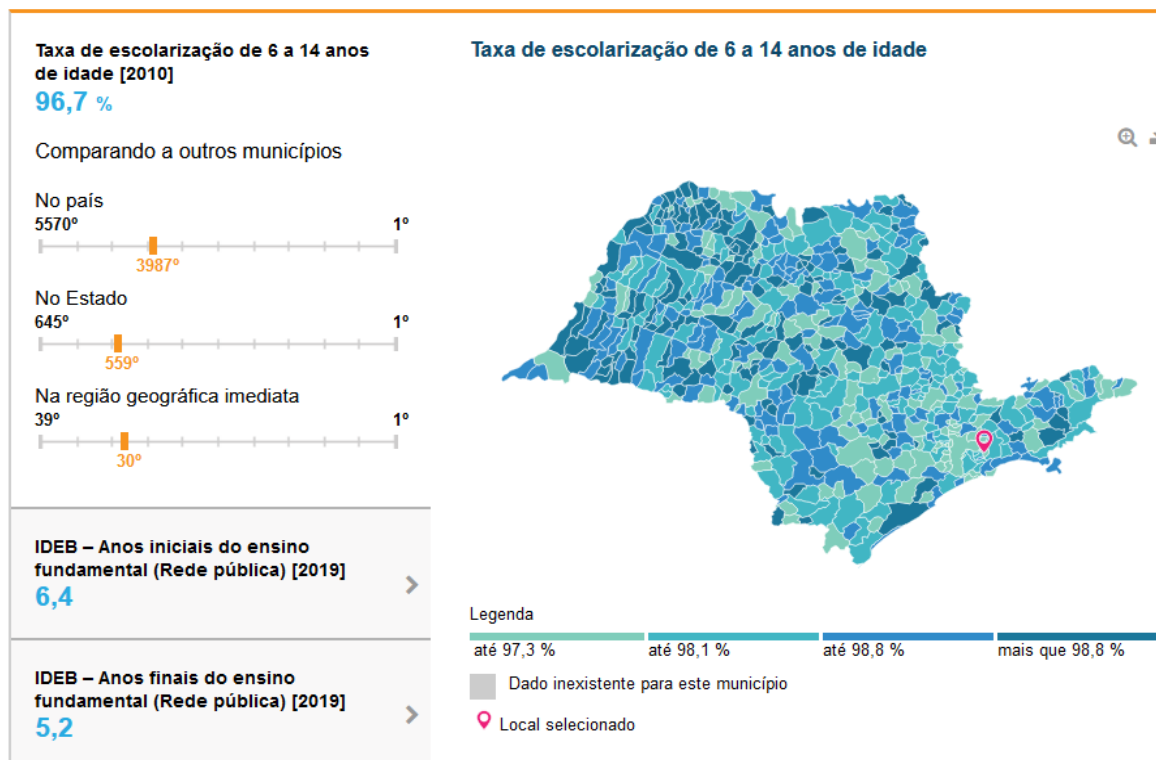 Taxa de escolarização de 6 a 14 anos
de idade [2010]
96,7 %
Comparando a outros municípios
No país
5570º 1º
3987º
No Estado
645º 1º
559º
Na região geográfica imediata
39º 1º
30º
IDEB – Anos iniciais do ensino
fundamental (Rede pública) [2019]
6,4
IDEB – Anos finais do ensino
fundamental (Rede pública) [2019]
5,2
Taxa de escolarização de 6 a 14 anos de idade
Legenda
até 97,3 % até 98,1 % até 98,8 % mais que 98,8 %
Dado inexistente para este município
Local selecionado